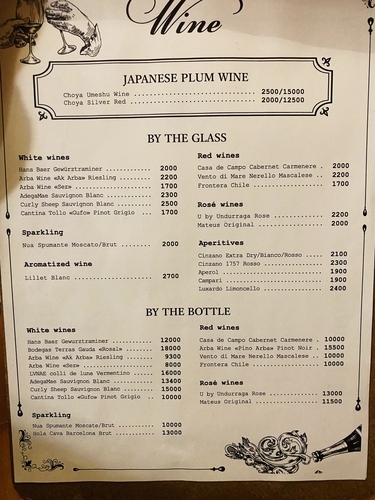 Wine
JAPANESE PLUM WINE
Choya Umeshu Wine ........ 2500/15000
Choya Silver Red ........ 2000/12500
BY THE GLASS
White wines
Hans Baer Gewürztraminer ........ 2000
Arba Wine «Ak Arba» Riesling ..... 2200
Arba Wine «Sez» ........ 1700
AdegaMae Sauvignon Blanc ........ 2300
Curly Sheep Sauvignon Blanc ..... 2500
Cantina Tollo «Gufo» Pinot Grigio ... 1700
Sparkling
Nua Spumante Moscato/Brut ........ 2000
Aromatized wine
Lillet Blanc ........ 2700
Red wines
Casa de Campo Cabernet Carmenere . 2000
Vento di Mare Nerello Mascalese .. 2200
Frontera Chile ........ 1700
Rosé wines
U by Undurraga Rose ........ 2200
Mateus Original ........ 2000
Aperitives
Cinzano Extra Dry/Bianco/Rosso ..... 2100
Cinzano 1757 Rosso ........ 2300
Aperol ........ 1900
Campari ........ 1900
Luxardo Limoncello ........ 2400
BY THE BOTTLE
White wines
Hans Baer Gewurztraminer ........ 12000
Bodegas Terras Gauda «Rosal» ..... 18000
Arba Wine «Ak Arba» Riesling ..... 9300
Arba Wine «Sez» ........ 8000
LVNAE colli de luna Vermentino ... 16000
AdegaMae Sauvignon Blanc ........ 13400
Curly Sheep Sauvignon Blanc ..... 15000
Cantina Tollo «Gufo» Pinot Grigio .. 10000
Sparkling
Nua Spumante Moscato/Brut ........ 10000
Hola Cava Barcelona Brut ........ 13000
Red wines
Casa de Campo Cabernet Carmenere .. 10000
Arba Wine «Pino Arba» Pinot Noir . 15500
Vento di Mare Nerello Mascalese .. 10000
Frontera Chile ........ 10000
Rosé wines
U by Undurraga Rose ........ 13000
Mateus Original ........ 11500